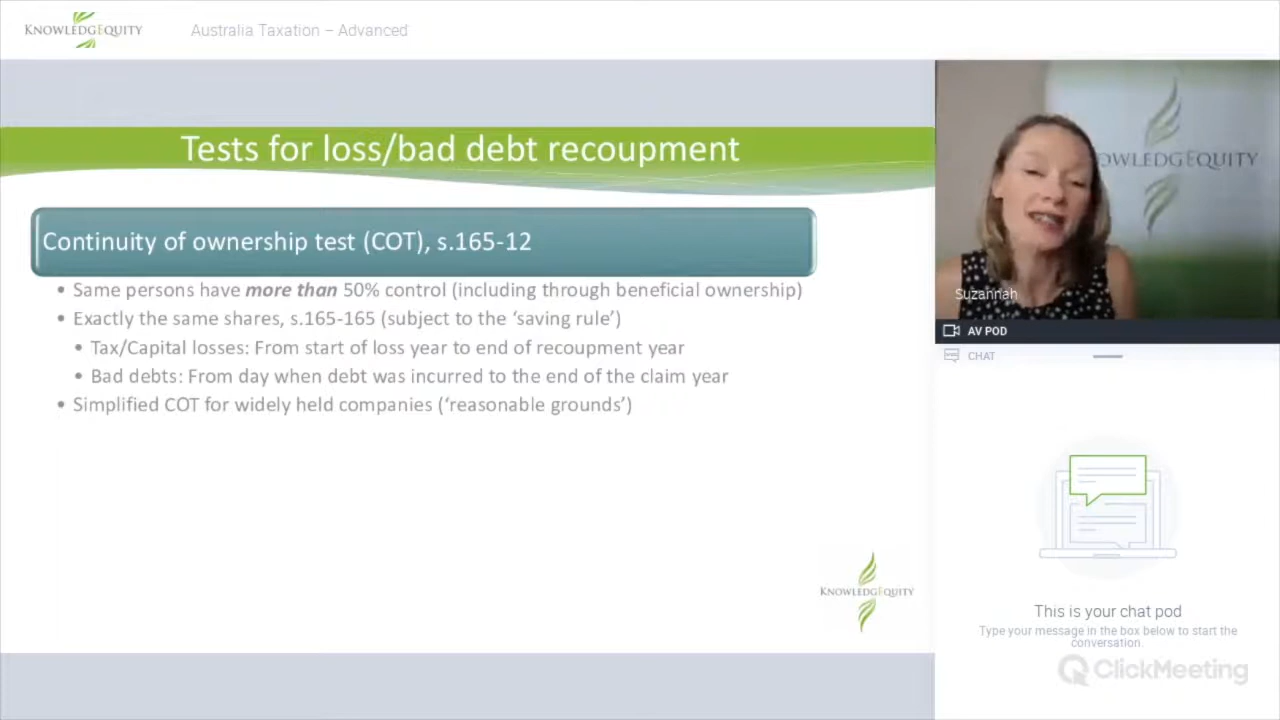 KNOWLEDGEQUITY
Australia Taxation – Advanced
Tests for loss/bad debt recoupment
Continuity of ownership test (COT), s.165-12
• Same persons have more than 50% control (including through beneficial ownership)
• Exactly the same shares, s.165-165 (subject to the ‘saving rule’)
• Tax/Capital losses: From start of loss year to end of recoupment year
• Bad debts: From day when debt was incurred to the end of the claim year
• Simplified COT for widely held companies (‘reasonable grounds’)
KNOWLEDGEQUITY
OWLEDGEQUITY
Suzannah
AV POD
CHAT
This is your chat pod
Type your message in the box below to start the
conversation.
ClickMeeting